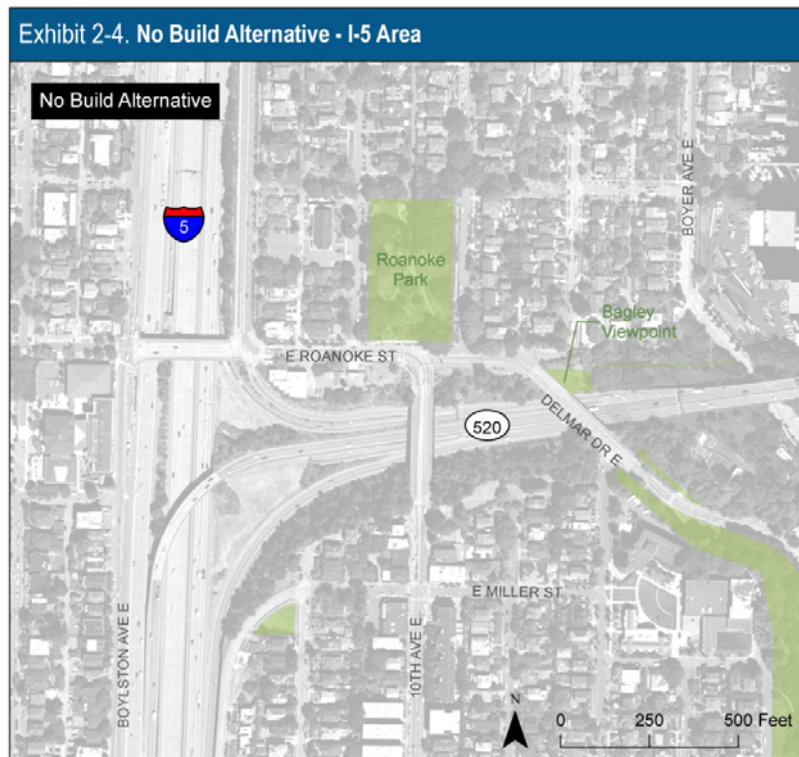 Exhibit 2-4. No Build Alternative - I-5 Area
No Build Alternative
5
BOYER AVE E
Roanoke
Park
Bagley
Viewpoint
E ROANOKE ST
520
DELMAR DR E
E MILLER ST
BOYLSTON AVE E
10TH AVE E
N
0 250 500 Feet